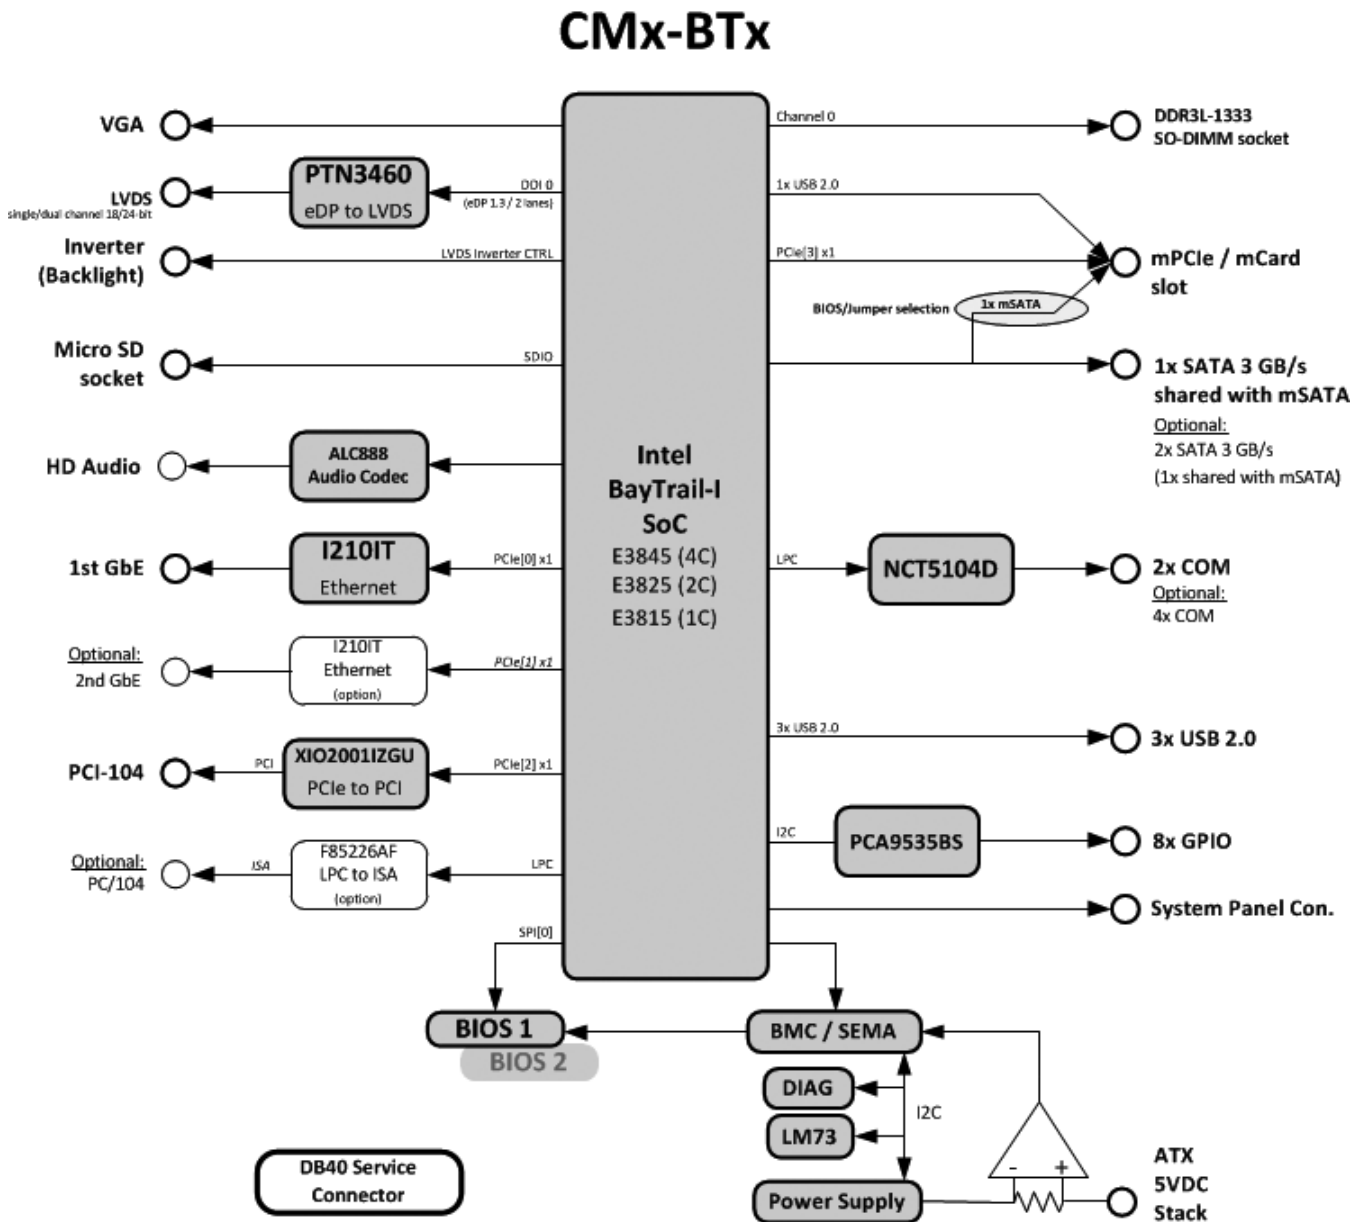 CMx-BTx
VGA
LVDS
single/dual channel 18/24-bit
PTN3460
eDP to LVDS
DDI 0
(eDP 1.3 / 2 lanes)
Inverter
(Backlight)
LVDS Inverter CTRL
Micro SD
socket
SDIO
HD Audio
ALC888
Audio Codec
1st GbE
I210IT
Ethernet
PCIe[0] x1
Optional:
2nd GbE
I210IT
Ethernet
(option)
PCIe[1] x1
PCI-104
PCI
XIO2001IZGU
PCIe to PCI
PCIe[2] x1
Optional:
PC/104
ISA
F85226AF
LPC to ISA
(option)
LPC
SPI[0]
Intel
BayTrail-I
SoC
E3845 (4C)
E3825 (2C)
E3815 (1C)
Channel 0
DDR3L-1333
SO-DIMM socket
1x USB 2.0
PCIe[3] x1
mPCIe / mCard
slot
BIOS/Jumper selection
1x mSATA
1x SATA 3 GB/s
shared with mSATA
Optional:
2x SATA 3 GB/s
(1x shared with mSATA)
LPC
NCT5104D
2x COM
Optional:
4x COM
3x USB 2.0
3x USB 2.0
I2C
PCA9535BS
8x GPIO
System Panel Con.
BIOS 1
BIOS 2
BMC / SEMA
DIAG
LM73
I2C
Power Supply
- +
ATX
5VDC
Stack
DB40 Service
Connector